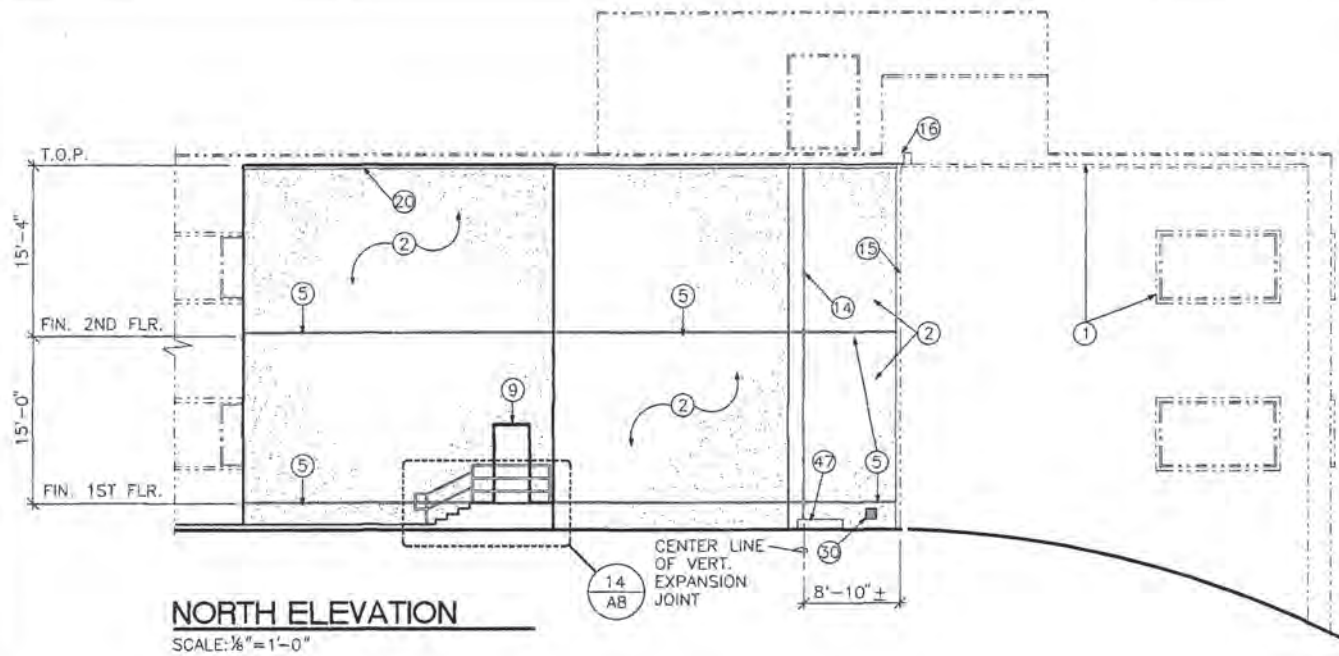 16
T.O.P.
20
2
15'-4"
15
5
5
14
FIN. 2ND FLR.
2
1
15'-0"
9
2
5
47
5
FIN. 1ST FLR.
30
CENTER LINE
OF VERT.
EXPANSION
JOINT
14
A8
8'-10"±
NORTH ELEVATION
SCALE:⅛"=1'-0"